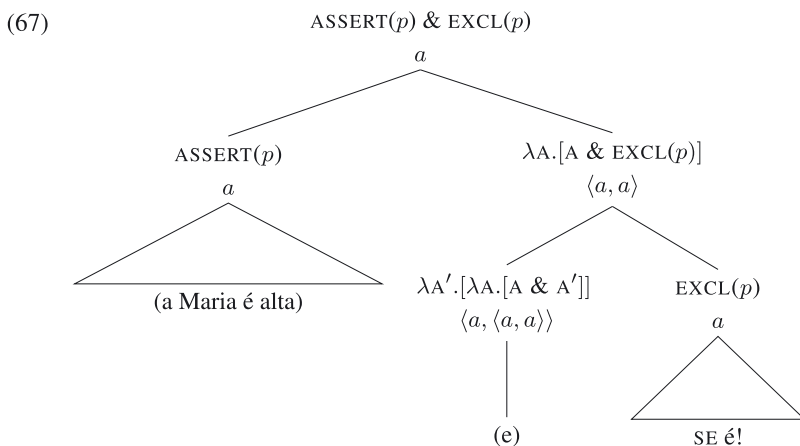 (67)
ASSERT(p) & EXCL(p)
a
ASSERT(p)
a
(a Maria é alta)
λA.[A & EXCL(p)]
⟨a, a⟩
λA′.[λA.[A & A′]]
⟨a, ⟨a, a⟩⟩
(e)
EXCL(p)
a
SE é!